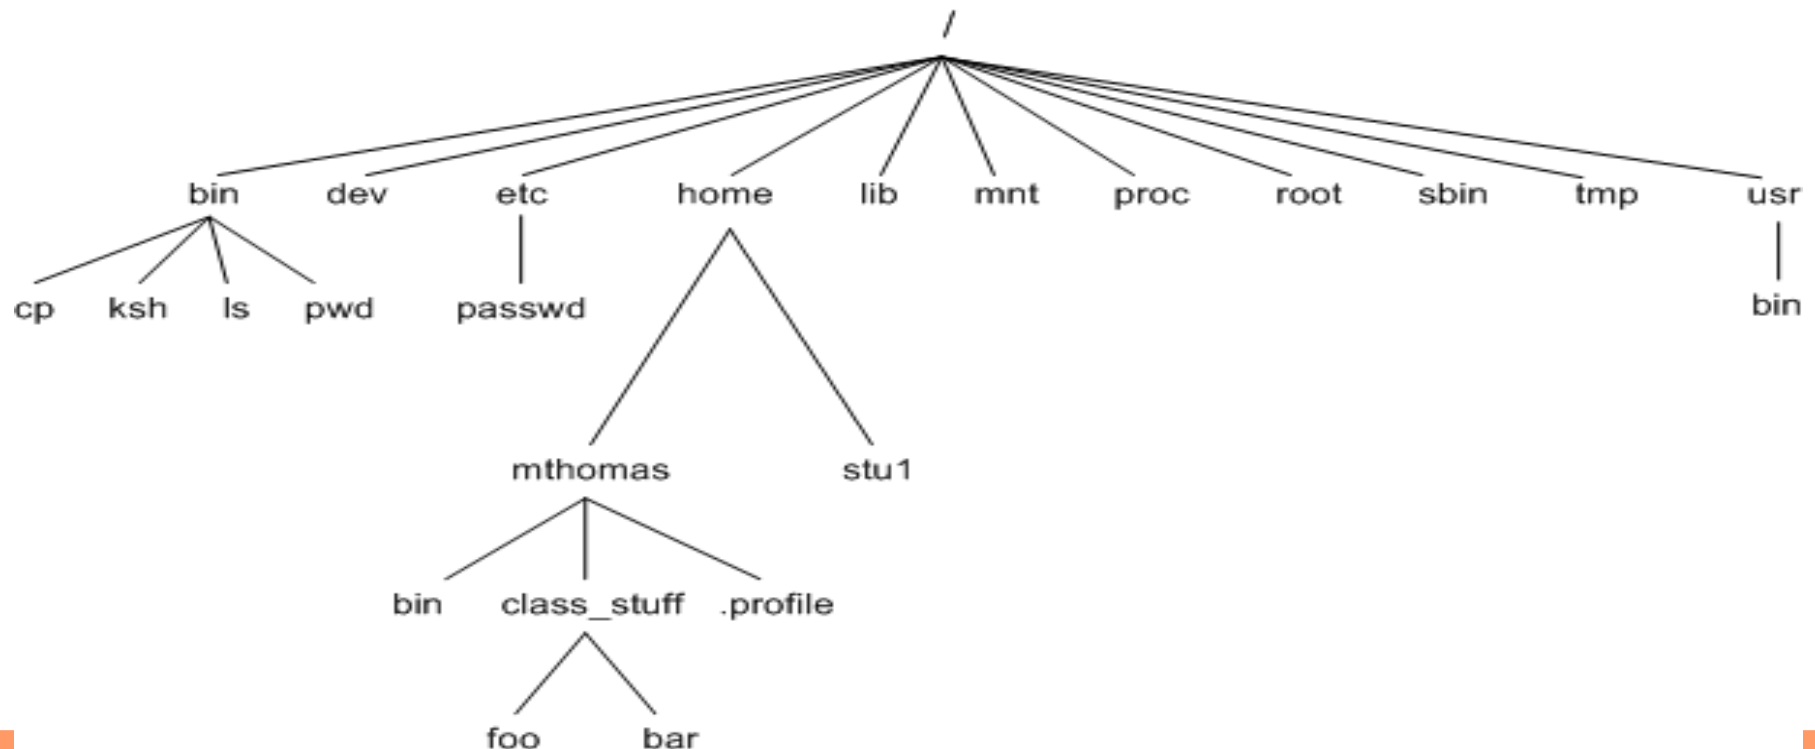 /
bin dev etc home lib mnt proc root sbin tmp usr
cp ksh ls pwd passwd bin
mthomas stu1
bin class_stuff .profile
foo bar